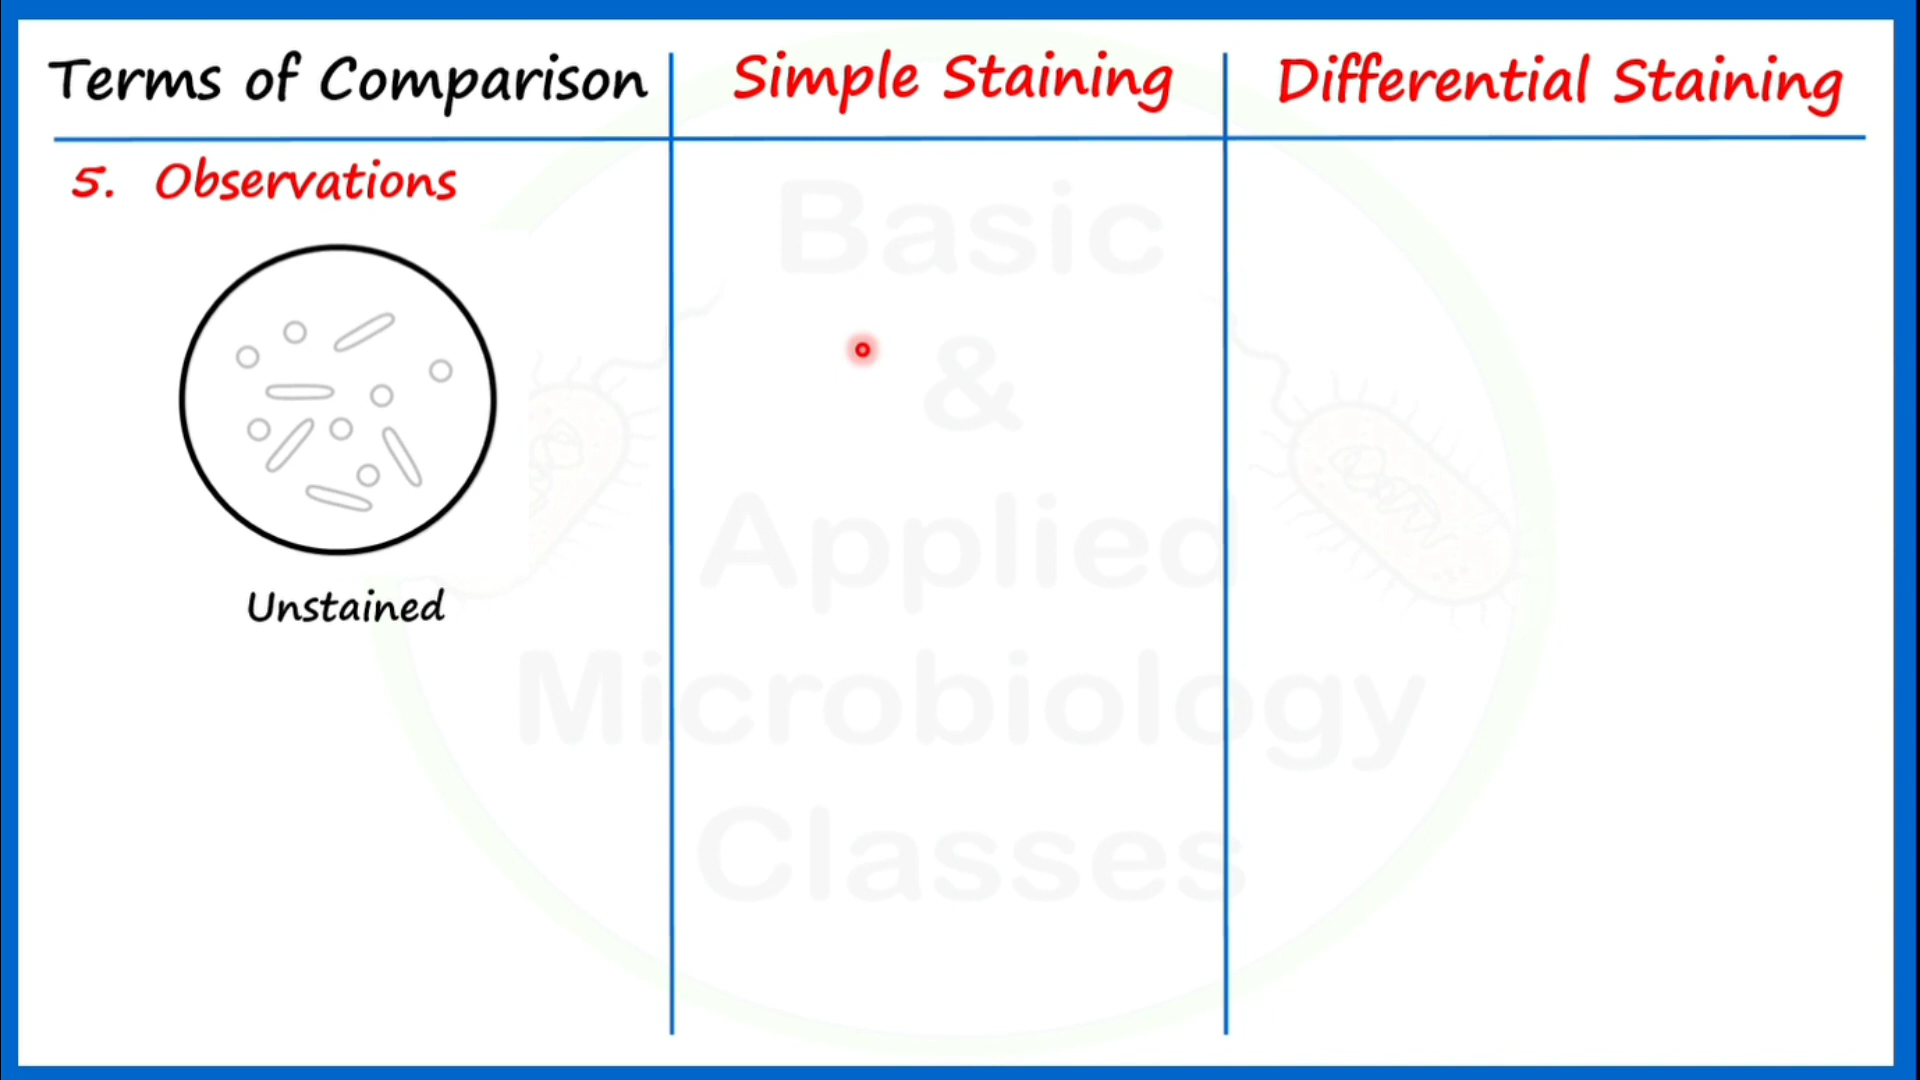 Terms of Comparison
Simple Staining
Differential Staining
5. Observations
Unstained
Basic
&
Applied
Microbiology
Classes